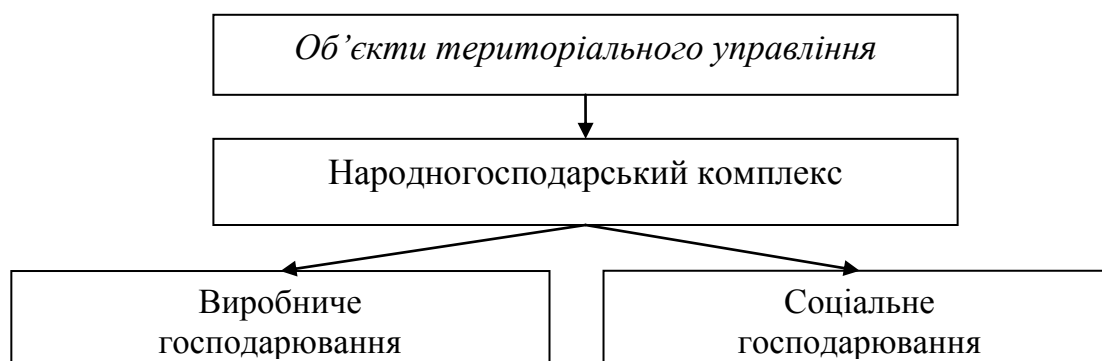 Об’єкти територіального управління
Народногосподарський комплекс
Виробниче
господарювання
Соціальне
господарювання